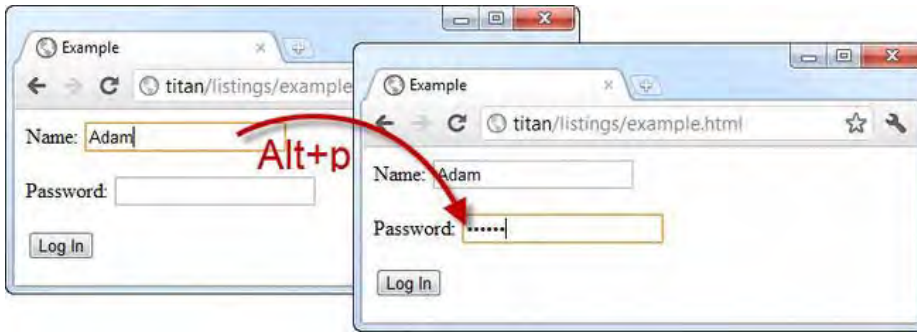 Example
titan/listings/example
Name: Adam
Password:
Log In
Alt+p
Example
titan/listings/example.html
Name: Adam
Password: ••••••
Log In